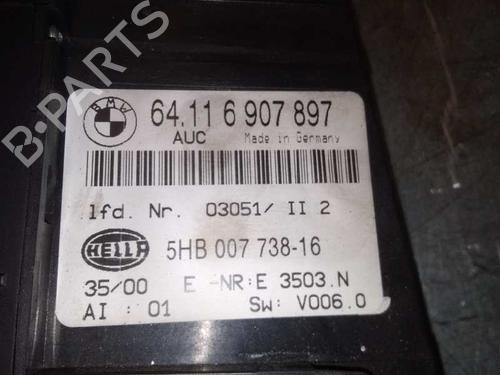 BMW
64.11 6 907 897
AUC Made in Germany
lfd. Nr. 03051/ II 2
HELLA 5HB 007 738-16
35/00 E -NR:E 3503.N
AI : 01 SW: V006.0
B-PARTS